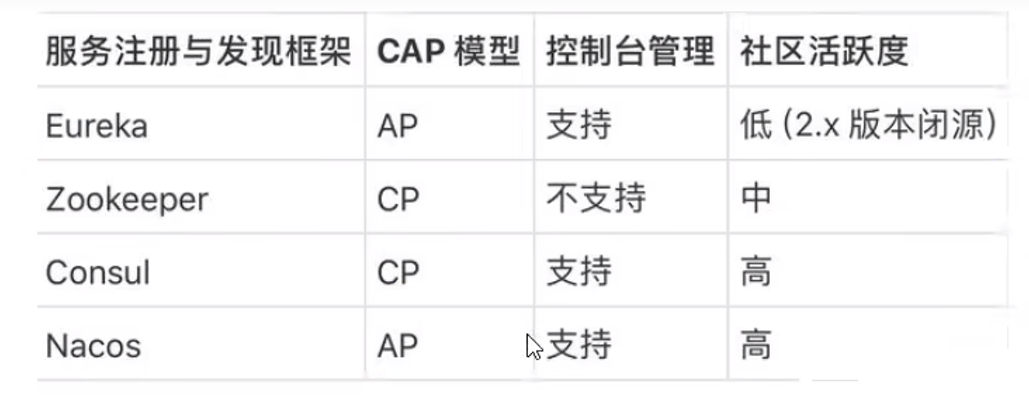 服务注册与发现框架 CAP 模型 控制台管理 社区活跃度
Eureka AP 支持 低 (2.x 版本闭源)
Zookeeper CP 不支持 中
Consul CP 支持 高
Nacos AP 支持 高